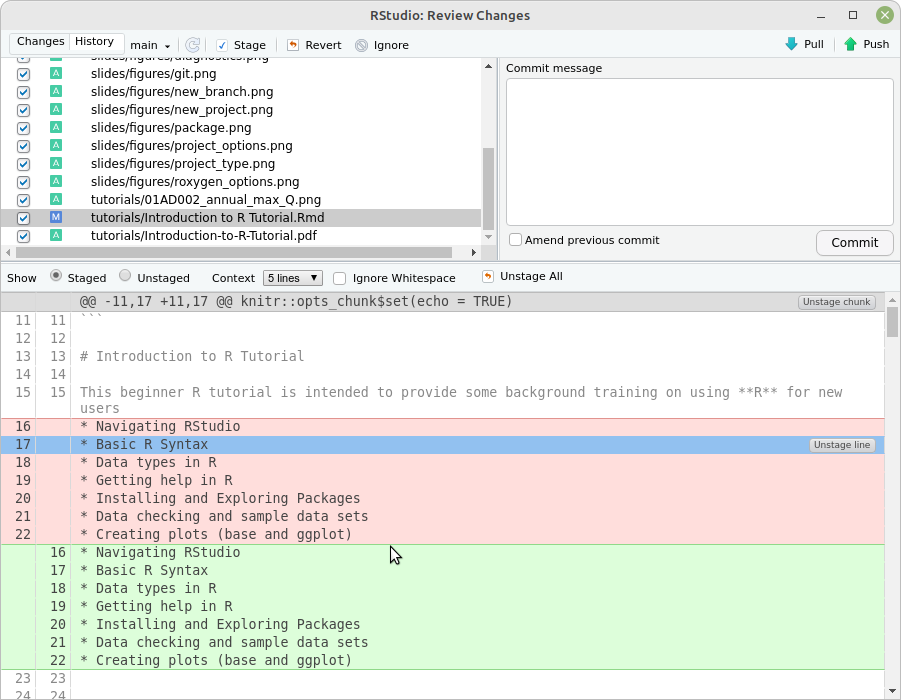 RStudio: Review Changes
Changes History main Stage Revert Ignore Pull Push
slides/figures/diagnostics.png
A slides/figures/git.png
A slides/figures/new_branch.png
A slides/figures/new_project.png
A slides/figures/package.png
A slides/figures/project_options.png
A slides/figures/project_type.png
A slides/figures/roxygen_options.png
A tutorials/01AD002_annual_max_Q.png
M tutorials/Introduction to R Tutorial.Rmd
A tutorials/Introduction-to-R-Tutorial.pdf
Commit message
Amend previous commit
Commit
Show Staged Unstaged Context 5 lines Ignore Whitespace Unstage All
@@ -11,17 +11,17 @@ knitr::opts_chunk$set(echo = TRUE) Unstage chunk
11 11 ```
12 12
13 13 # Introduction to R Tutorial
14 14
15 15 This beginner R tutorial is intended to provide some background training on using **R** for new
users
16 * Navigating RStudio
17 * Basic R Syntax Unstage line
18 * Data types in R
19 * Getting help in R
20 * Installing and Exploring Packages
21 * Data checking and sample data sets
22 * Creating plots (base and ggplot)
16 * Navigating RStudio
17 * Basic R Syntax
18 * Data types in R
19 * Getting help in R
20 * Installing and Exploring Packages
21 * Data checking and sample data sets
22 * Creating plots (base and ggplot)
23 23
24 24